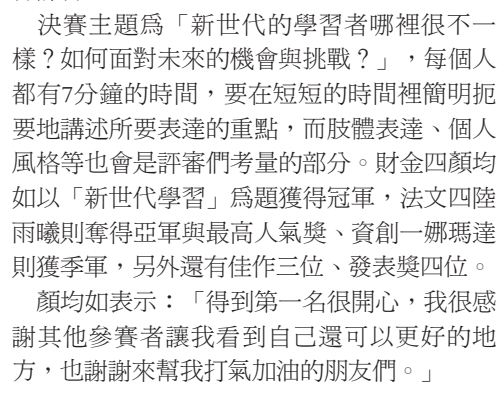 決賽主題為「新世代的學習者哪裡很不一
樣？如何面對未來的機會與挑戰？」，每個人
都有7分鐘的時間，要在短短的時間裡簡明扼
要地講述所要表達的重點，而肢體表達、個人
風格等也會是評審們考量的部分。財金四顏均
如以「新世代學習」為題獲得冠軍，法文四陸
雨曦則奪得亞軍與最高人氣獎、資創一娜瑪達
則獲季軍，另外還有佳作三位、發表獎四位。
顏均如表示：「得到第一名很開心，我很感
謝其他參賽者讓我看到自己還可以更好的地
方，也謝謝來幫我打氣加油的朋友們。」